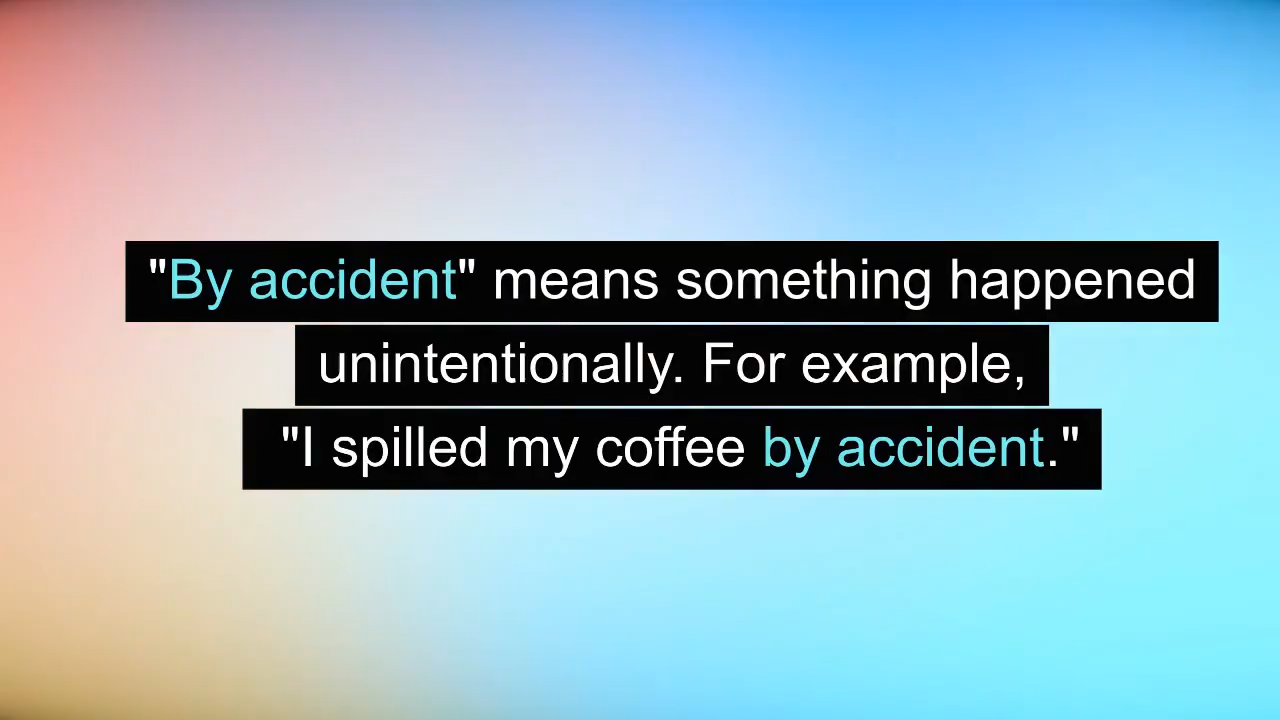 "By accident" means something happened
unintentionally. For example,
"I spilled my coffee by accident."